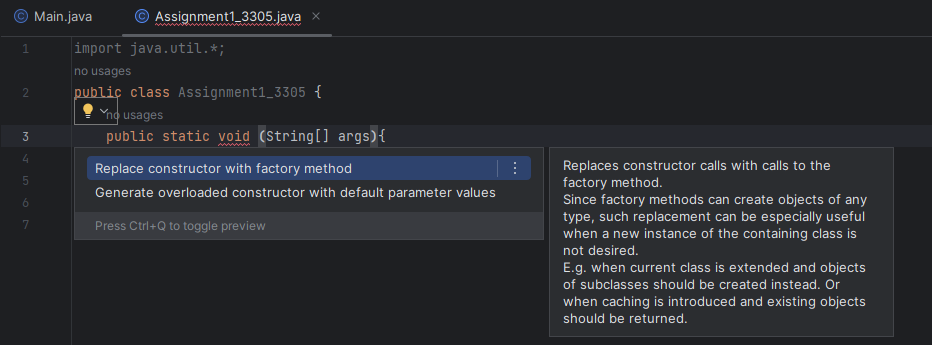 Main.java
Assignment1_3305.java
1 import java.util.*;
no usages
2 public class Assignment1_3305 {
no usages
3 public static void (String[] args){
4
5
6
7
Replace constructor with factory method
Generate overloaded constructor with default parameter values
Press Ctrl+Q to toggle preview
Replaces constructor calls with calls to the
factory method.
Since factory methods can create objects of any
type, such replacement can be especially useful
when a new instance of the containing class is
not desired.
E.g. when current class is extended and objects
of subclasses should be created instead. Or
when caching is introduced and existing objects
should be returned.